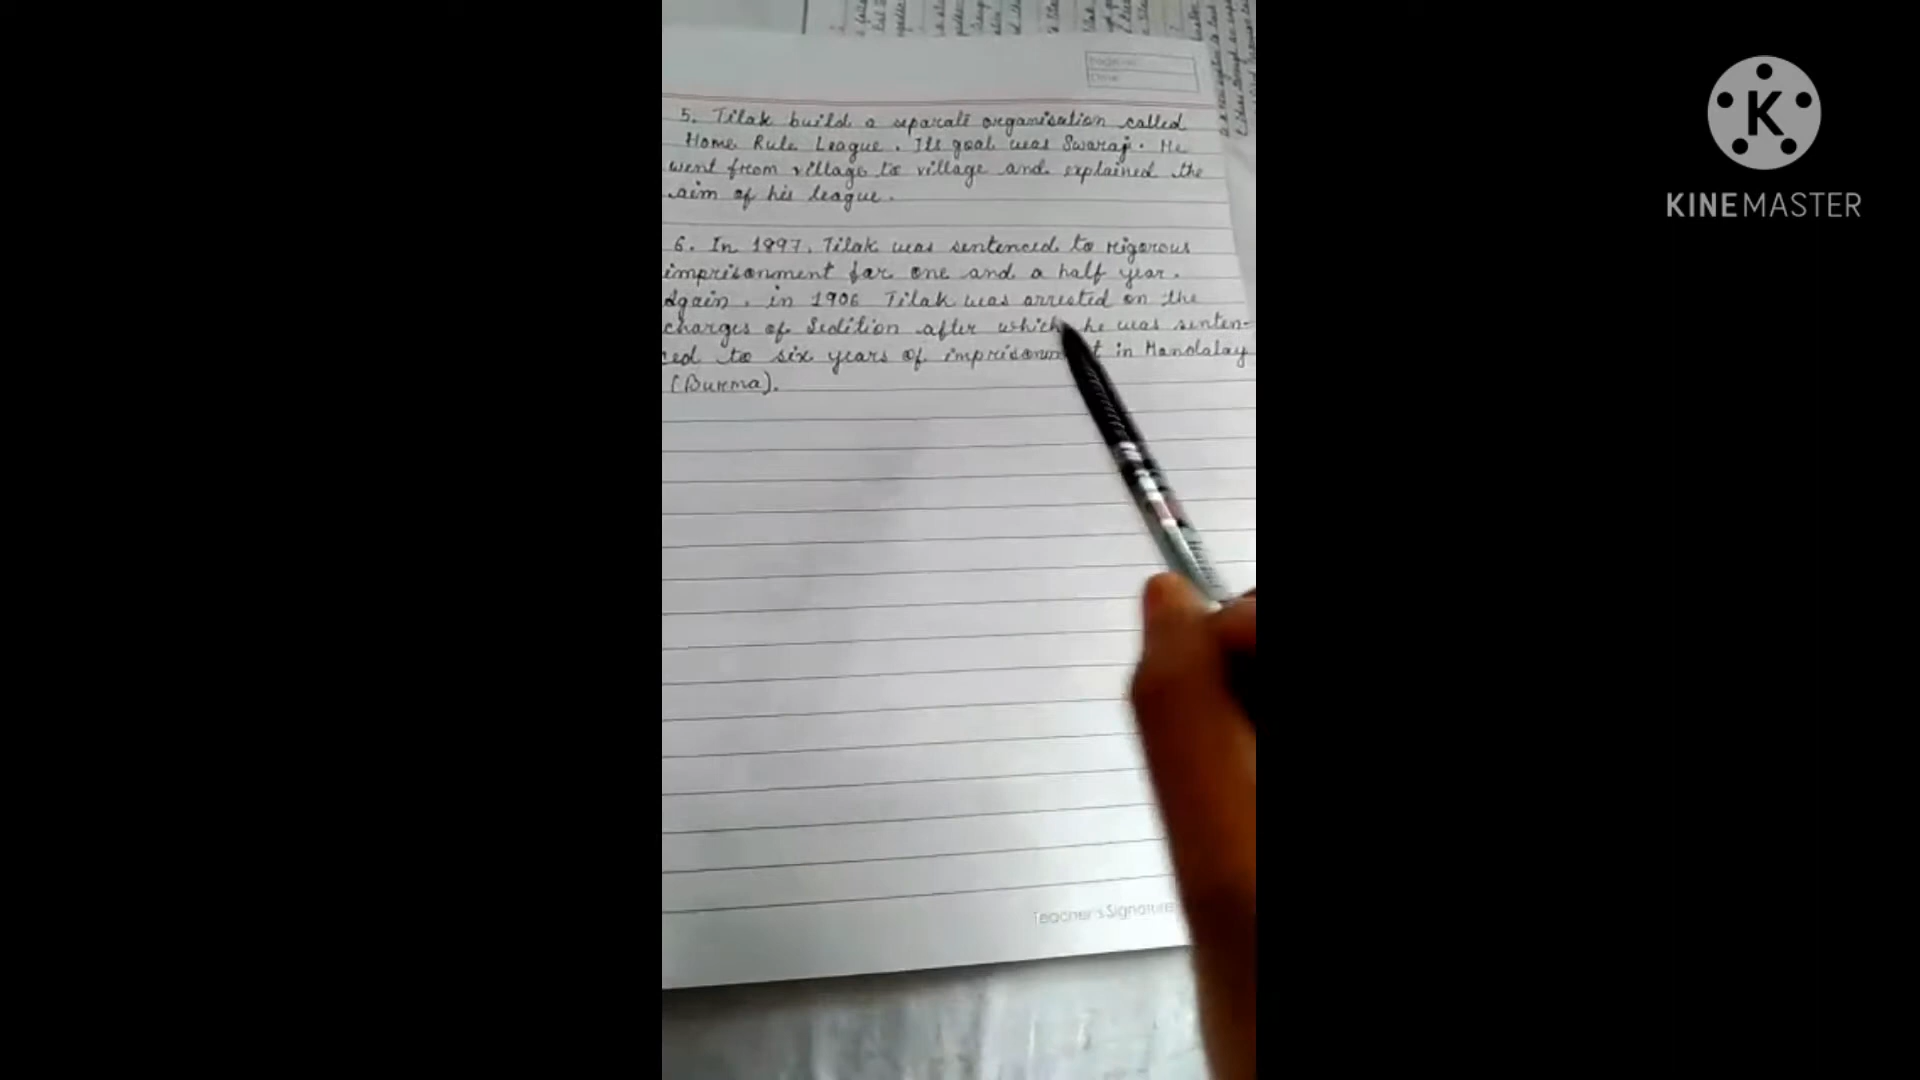 5. Tilak build a separate organisation called
Home Rule League. Its goal was Swaraj. He
went from village to village and explained the
aim of his league.
6. In 1897, Tilak was sentenced to rigorous
imprisonment for one and a half year.
Again, in 1906 Tilak was arrested on the
charges of Sedition after which he was senten-
ced to six years of imprisonment in Mandalay
(Burma).
Teacher's Signature
K
KINEMASTER